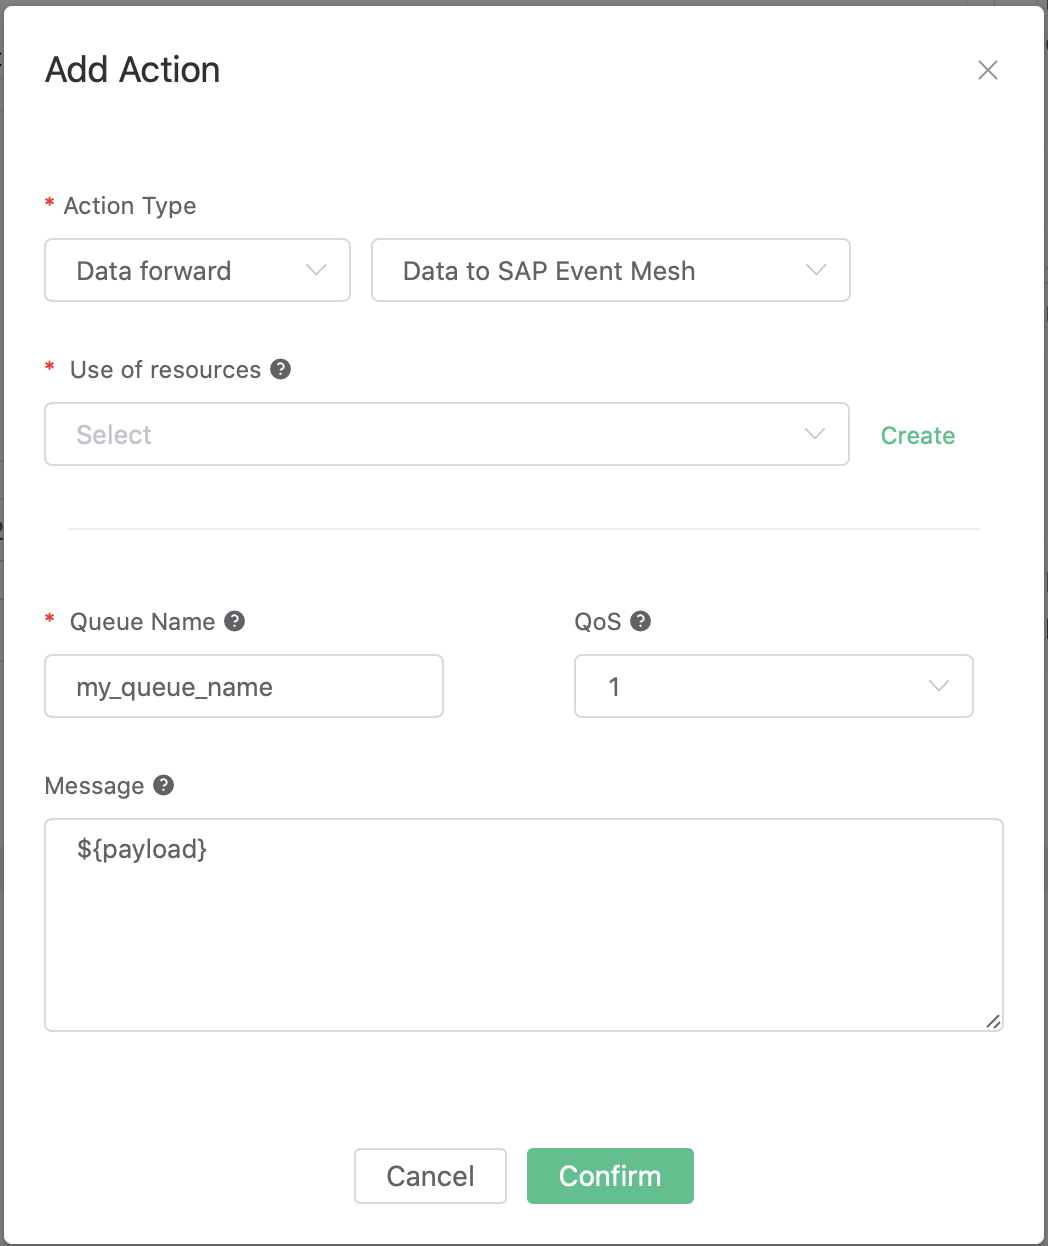 Add Action
* Action Type
Data forward
Data to SAP Event Mesh
* Use of resources ?
Select
Create
* Queue Name ?
QoS ?
my_queue_name
1
Message ?
${payload}
Cancel
Confirm